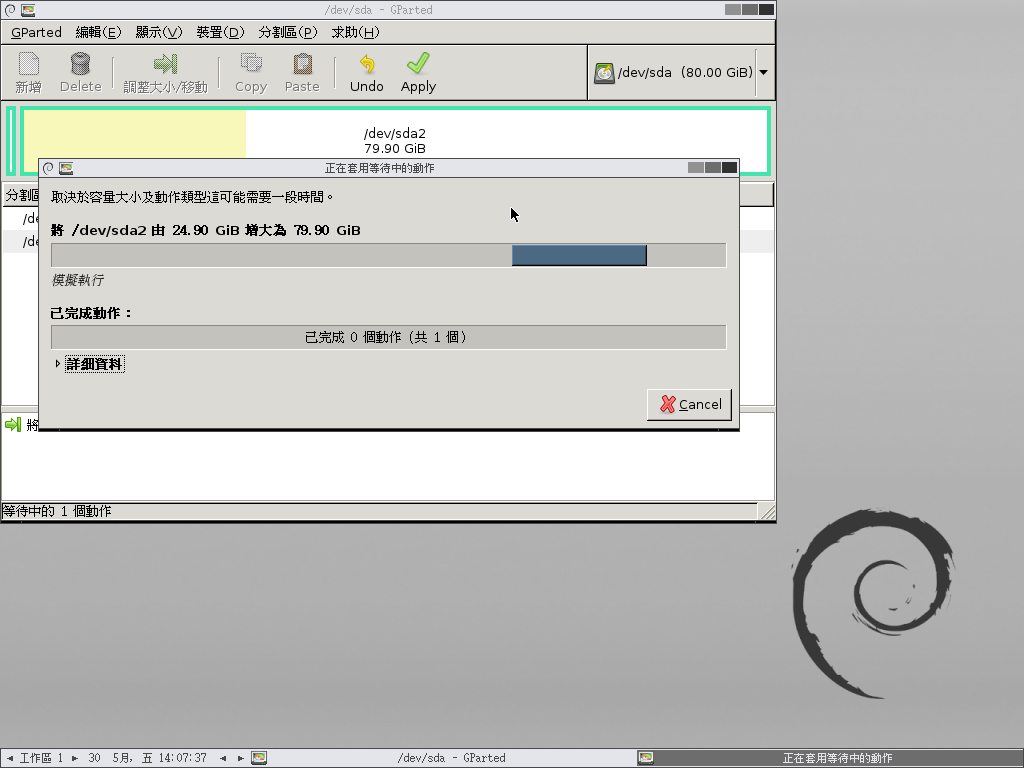 /dev/sda - GParted
GParted 編輯(E) 顯示(V) 裝置(D) 分割區(P) 求助(H)
新增 Delete 調整大小/移動 Copy Paste Undo Apply /dev/sda (80.00 GiB)
/dev/sda2
79.90 GiB
正在套用等待中的動作
分割區
取決於容量大小及動作類型這可能需要一段時間。
/de
將 /dev/sda2 由 24.90 GiB 增大為 79.90 GiB
/de
模擬執行
已完成動作：
已完成 0 個動作 (共 1 個)
詳細資料
Cancel
將
等待中的 1 個動作
工作區 1 30 5月, 五 14:07:37 /dev/sda - GParted 正在套用等待中的動作